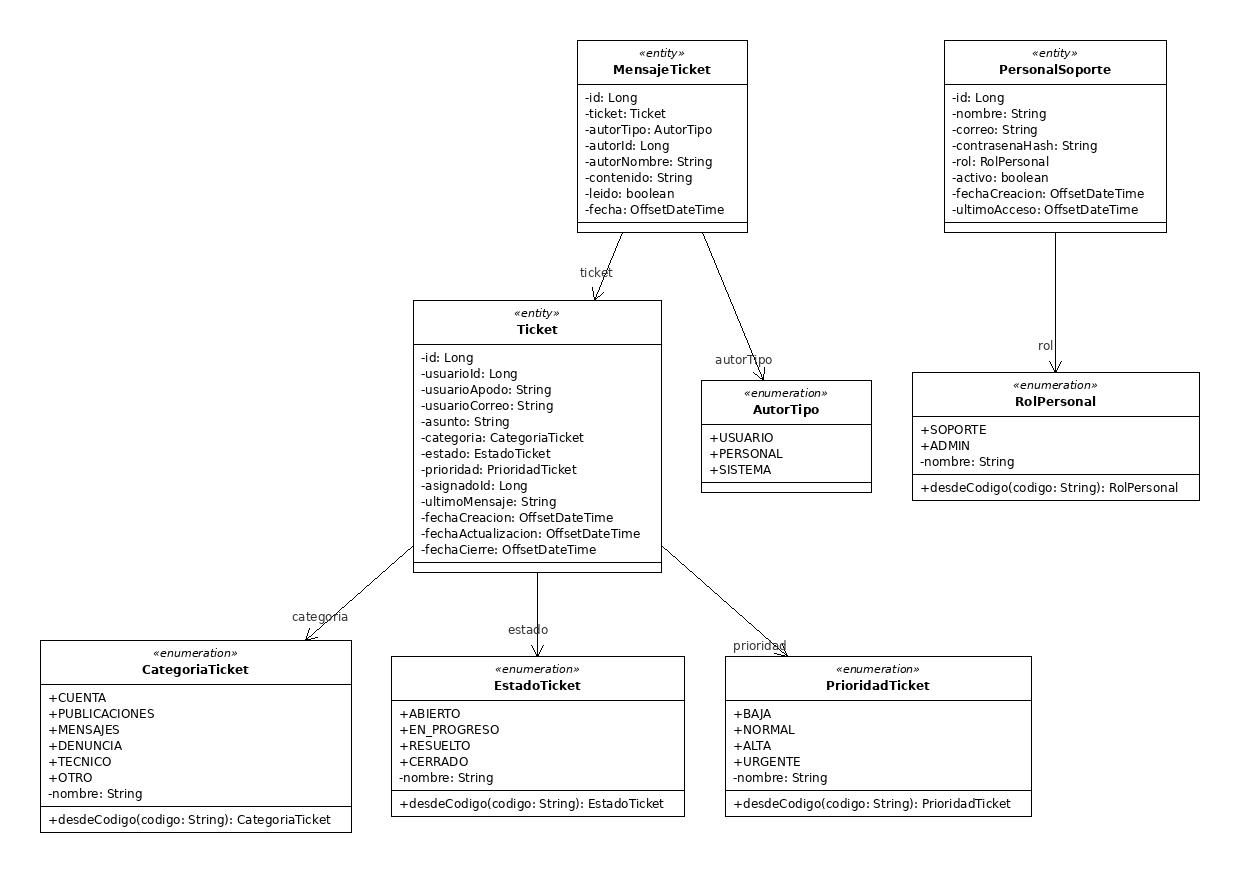 «entity»
MensajeTicket
-id: Long
-ticket: Ticket
-autorTipo: AutorTipo
-autorId: Long
-autorNombre: String
-contenido: String
-leido: boolean
-fecha: OffsetDateTime
«entity»
PersonalSoporte
-id: Long
-nombre: String
-correo: String
-contrasenaHash: String
-rol: RolPersonal
-activo: boolean
-fechaCreacion: OffsetDateTime
-ultimoAcceso: OffsetDateTime
ticket
autorTipo
rol
«entity»
Ticket
-id: Long
-usuarioId: Long
-usuarioApodo: String
-usuarioCorreo: String
-asunto: String
-categoria: CategoriaTicket
-estado: EstadoTicket
-prioridad: PrioridadTicket
-asignadoId: Long
-ultimoMensaje: String
-fechaCreacion: OffsetDateTime
-fechaActualizacion: OffsetDateTime
-fechaCierre: OffsetDateTime
«enumeration»
AutorTipo
+USUARIO
+PERSONAL
+SISTEMA
«enumeration»
RolPersonal
+SOPORTE
+ADMIN
-nombre: String
+desdeCodigo(codigo: String): RolPersonal
categoria
estado
prioridad
«enumeration»
CategoriaTicket
+CUENTA
+PUBLICACIONES
+MENSAJES
+DENUNCIA
+TECNICO
+OTRO
-nombre: String
+desdeCodigo(codigo: String): CategoriaTicket
«enumeration»
EstadoTicket
+ABIERTO
+EN_PROGRESO
+RESUELTO
+CERRADO
-nombre: String
+desdeCodigo(codigo: String): EstadoTicket
«enumeration»
PrioridadTicket
+BAJA
+NORMAL
+ALTA
+URGENTE
-nombre: String
+desdeCodigo(codigo: String): PrioridadTicket